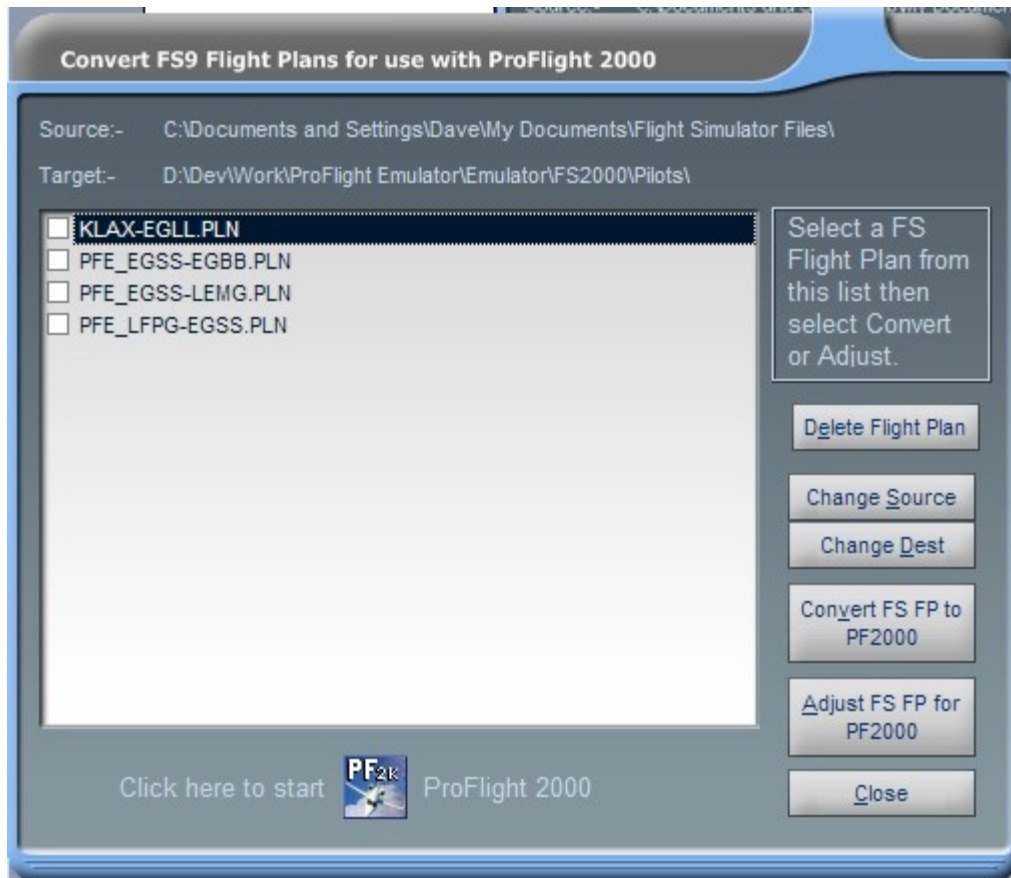 Convert FS9 Flight Plans for use with ProFlight 2000
Source:- C:\Documents and Settings\Dave\My Documents\Flight Simulator Files\
Target:- D:\Dev\Work\ProFlight Emulator\Emulator\FS2000\Pilots\
KLAX-EGLL.PLN
PFE_EGSS-EGBB.PLN
PFE_EGSS-LEMG.PLN
PFE_LFPG-EGSS.PLN
Select a FS
Flight Plan from
this list then
select Convert
or Adjust.
Delete Flight Plan
Change Source
Change Dest
Convert FS FP to
PF2000
Adjust FS FP for
PF2000
Close
Click here to start PF2K ProFlight 2000